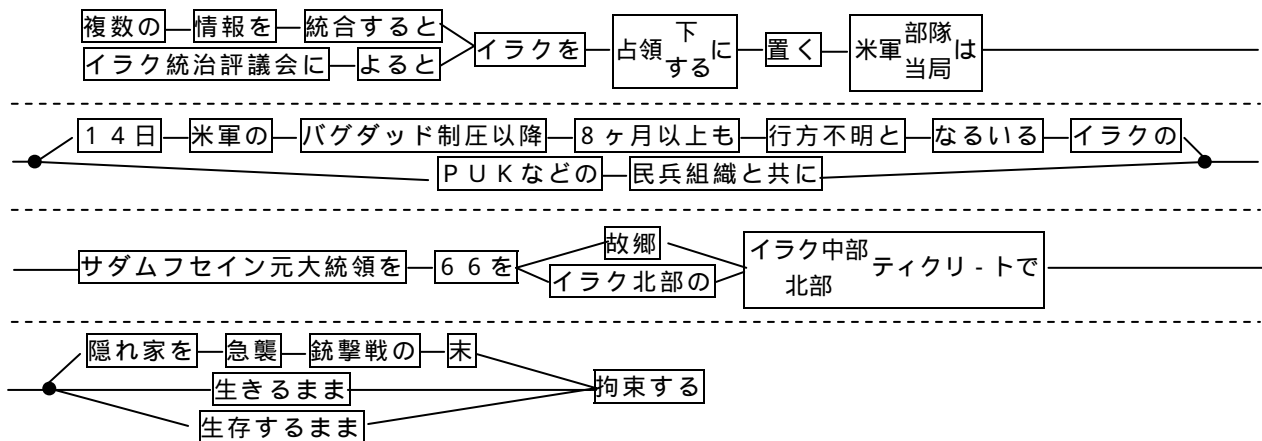 複数の 情報を 統合すると
イラク統治評議会に よると イラクを 占領下するに 置く 米軍部隊当局は
14日 米軍の バグダッド制圧以降 8ヶ月以上も 行方不明と なるいる イラクの
PUKなどの 民兵組織と共に
サダムフセイン元大統領を 66を 故郷 イラク北部の イラク中部北部ティクリ-トで
隠れ家を 急襲 銃撃戦の 末
生きるまま 拘束する
生存するまま